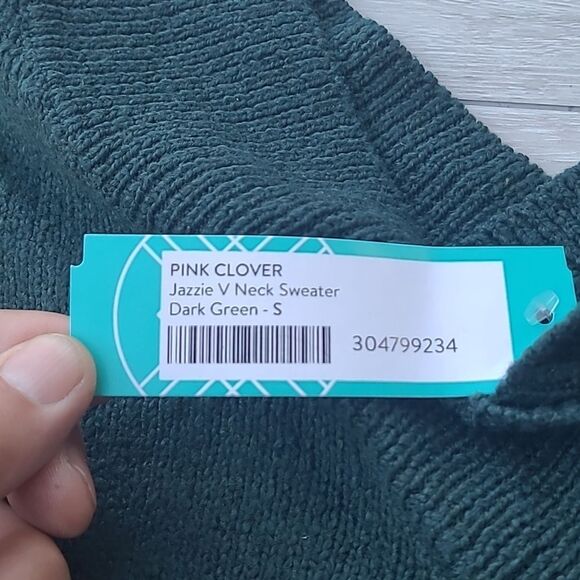 PINK CLOVER
Jazzie V Neck Sweater
Dark Green - S
304799234